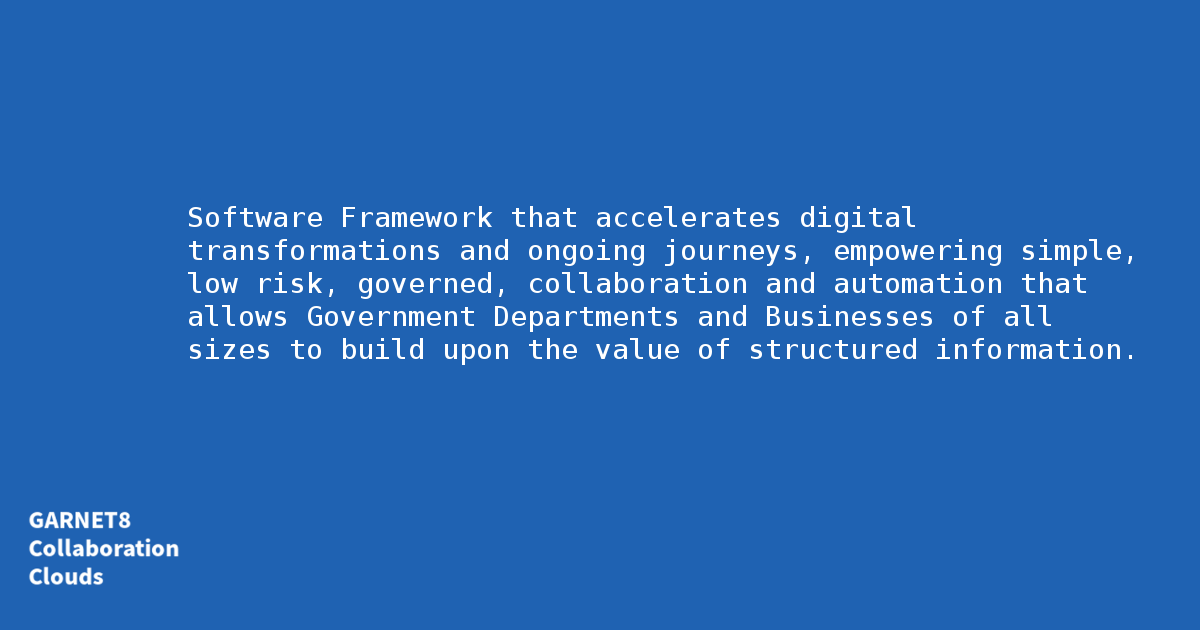 Software Framework that accelerates digital
transformations and ongoing journeys, empowering simple,
low risk, governed, collaboration and automation that
allows Government Departments and Businesses of all
sizes to build upon the value of structured information.
GARNET8
Collaboration
Clouds